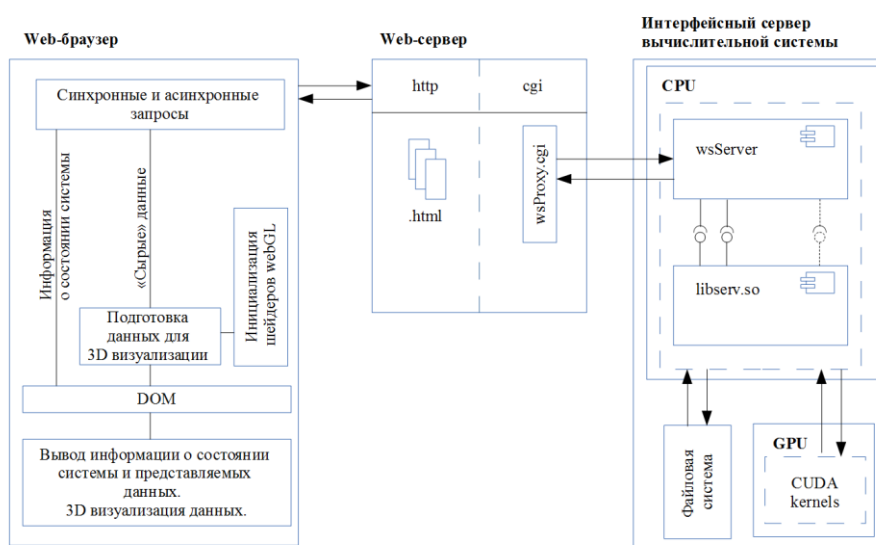 Web-браузер
Синхронные и асинхронные
запросы
Информация
о состоянии системы
«Сырые» данные
Инициализация
шейдеров webGL
Подготовка
данных для
3D визуализации
DOM
Вывод информации о состоянии
системы и представляемых
данных.
3D визуализация данных.
Web-сервер
http
cgi
.html
wsProxy.cgi
Интерфейсный сервер
вычислительной системы
CPU
wsServer
libserv.so
Файловая
система
GPU
CUDA
kernels